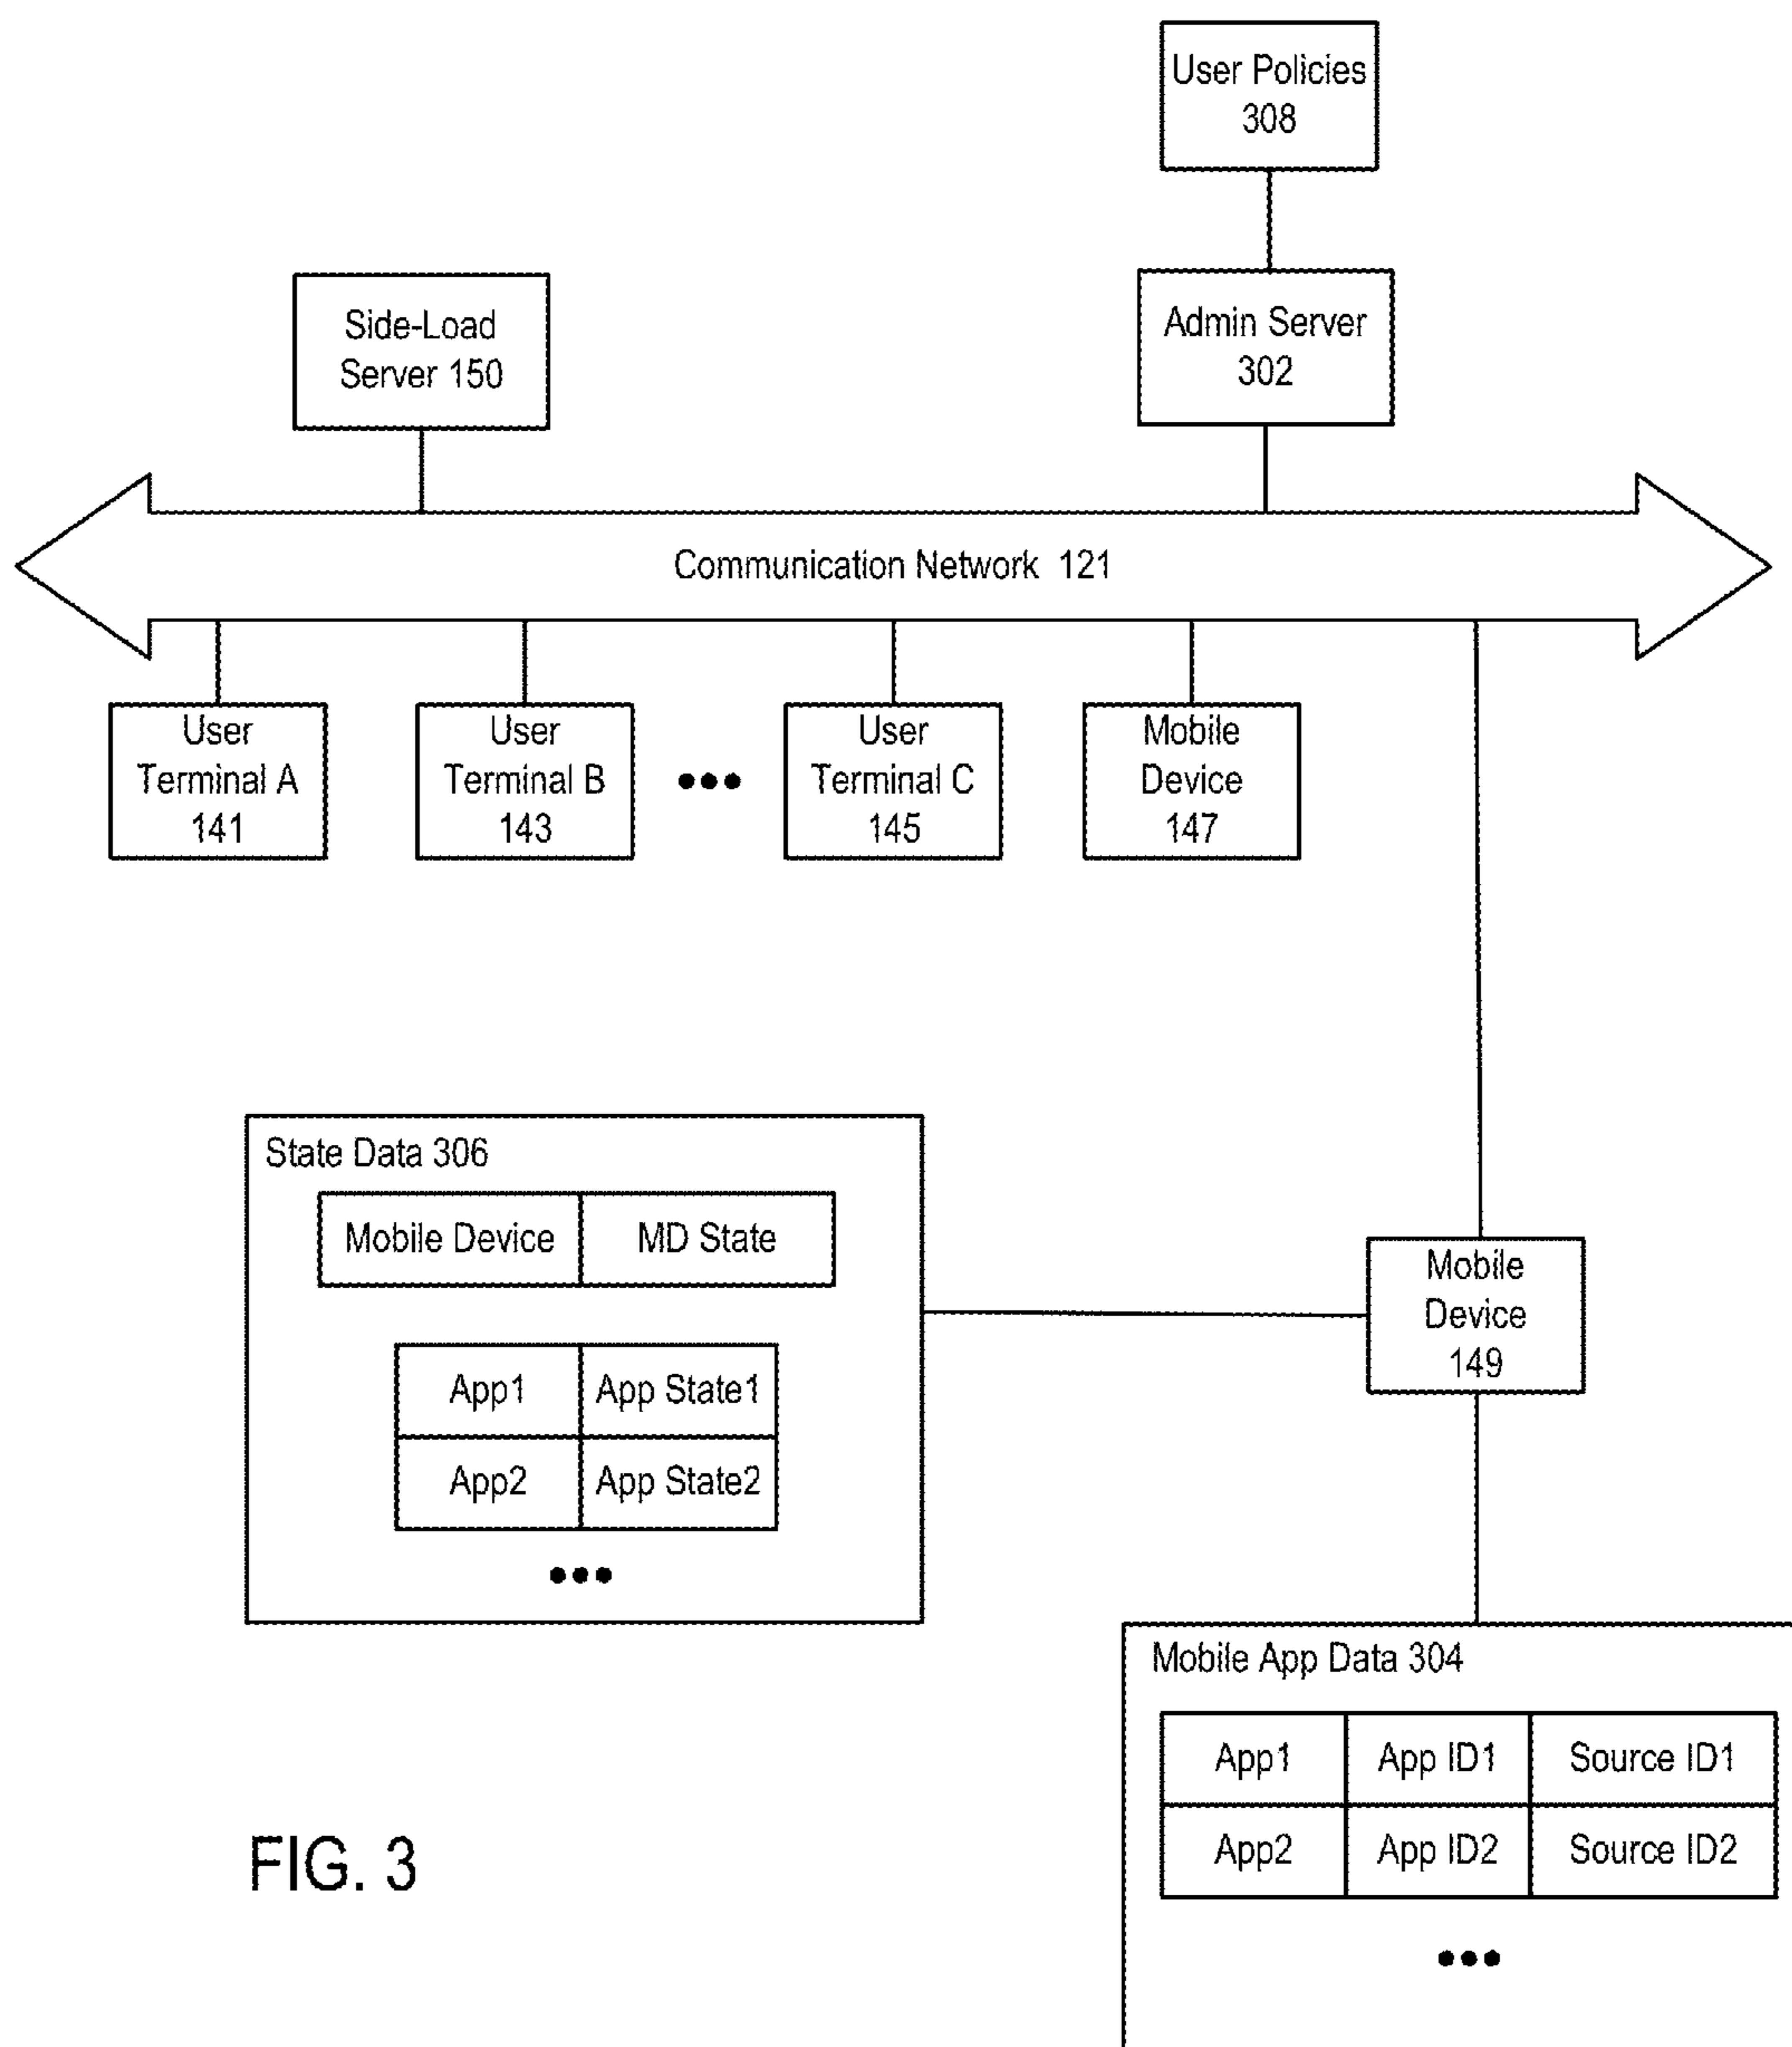 User Policies
308
Side-Load
Server 150
Admin Server
302
Communication Network 121
User
Terminal A
141
User
Terminal B
143
•••
User
Terminal C
145
Mobile
Device
147
State Data 306
Mobile Device MD State
App1 App State1
App2 App State2
•••
Mobile
Device
149
Mobile App Data 304
App1 App ID1 Source ID1
App2 App ID2 Source ID2
•••
FIG. 3